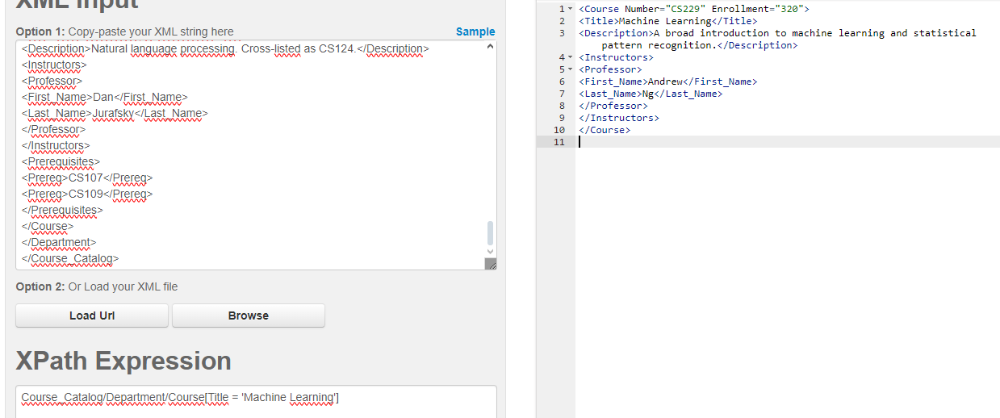 XML Input
Option 1: Copy-paste your XML string here
Sample
<Description>Natural language processing. Cross-listed as CS124.</Description>
<Instructors>
<Professor>
<First_Name>Dan</First_Name>
<Last_Name>Jurafsky</Last_Name>
</Professor>
</Instructors>
<Prerequisites>
<Prereq>CS107</Prereq>
<Prereq>CS109</Prereq>
</Prerequisites>
</Course>
</Department>
</Course_Catalog>
Option 2: Or Load your XML file
Load Url
Browse
XPath Expression
Course_Catalog/Department/Course[Title = 'Machine Learning']
1 <Course Number="CS229" Enrollment="320">
2 <Title>Machine Learning</Title>
3 <Description>A broad introduction to machine learning and statistical
pattern recognition.</Description>
4 <Instructors>
5 <Professor>
6 <First_Name>Andrew</First_Name>
7 <Last_Name>Ng</Last_Name>
8 </Professor>
9 </Instructors>
10 </Course>
11